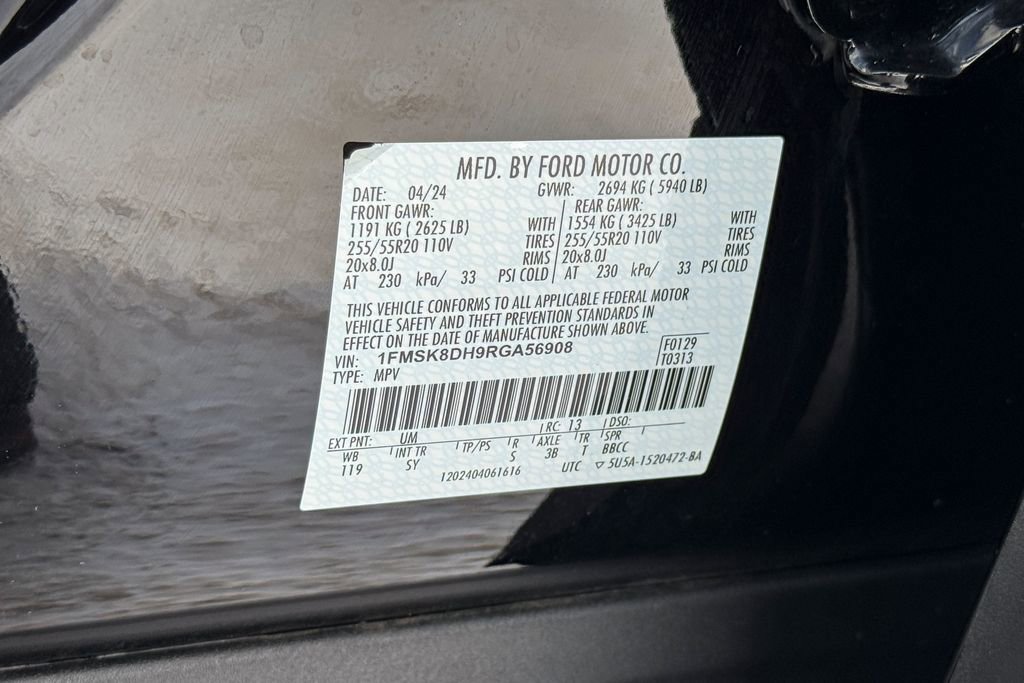 MFD. BY FORD MOTOR CO.
DATE: 04/24 GVWR: 2694 KG ( 5940 LB)
FRONT GAWR: REAR GAWR:
1191 KG ( 2625 LB) WITH 1554 KG ( 3425 LB) WITH
255/55R20 110V TIRES 255/55R20 110V TIRES
20x8.0J RIMS 20x8.0J RIMS
AT 230 kPa/ 33 PSI COLD AT 230 kPa/ 33 PSI COLD
THIS VEHICLE CONFORMS TO ALL APPLICABLE FEDERAL MOTOR
VEHICLE SAFETY AND THEFT PREVENTION STANDARDS IN
EFFECT ON THE DATE OF MANUFACTURE SHOWN ABOVE.
VIN: 1FMSK8DH9RGA56908 F0129
TYPE: MPV T0313
EXT PNT: UM RC: 13 DSO:
WB INT TR TP/PS R AXLE TR SPR
119 SY S 3B T BBCC
1202404061616 UTC ▽ 5U5A-1520472-BA